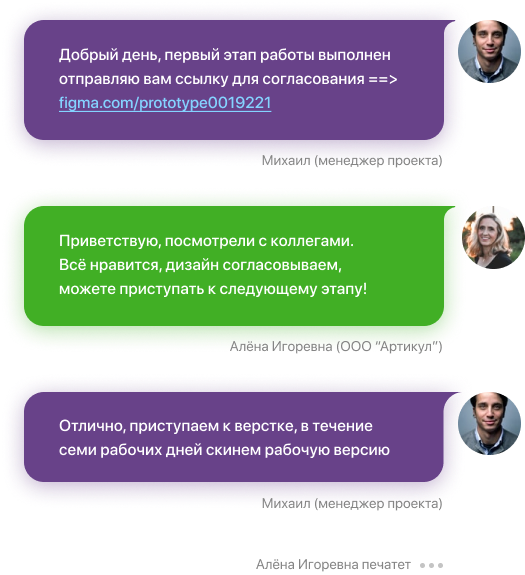 Добрый день, первый этап работы выполнен
отправляю вам ссылку для согласования ==>
figma.com/prototype0019221
Михаил (менеджер проекта)
Приветствую, посмотрели с коллегами.
Всё нравится, дизайн согласовываем,
можете приступать к следующему этапу!
Алёна Игоревна (ООО “Артикул”)
Отлично, приступаем к верстке, в течение
семи рабочих дней скинем рабочую версию
Михаил (менеджер проекта)
Алёна Игоревна печатет